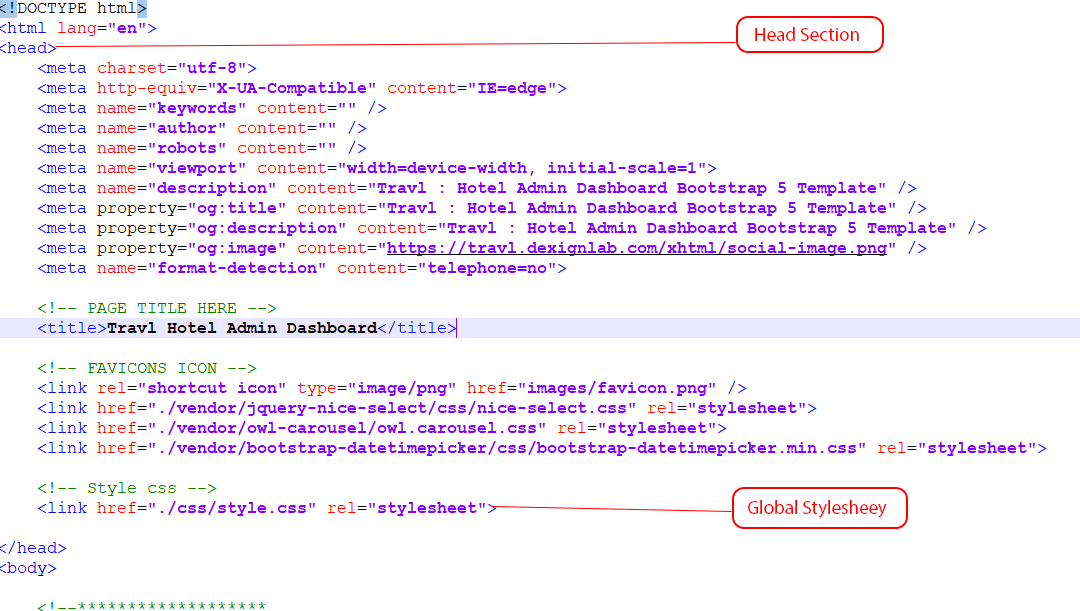 <!DOCTYPE html>
<html lang="en">
<head>
Head Section
<meta charset="utf-8">
<meta http-equiv="X-UA-Compatible" content="IE=edge">
<meta name="keywords" content="" />
<meta name="author" content="" />
<meta name="robots" content="" />
<meta name="viewport" content="width=device-width, initial-scale=1">
<meta name="description" content="Travl : Hotel Admin Dashboard Bootstrap 5 Template" />
<meta property="og:title" content="Travl : Hotel Admin Dashboard Bootstrap 5 Template" />
<meta property="og:description" content="Travl : Hotel Admin Dashboard Bootstrap 5 Template" />
<meta property="og:image" content="https://travl.dexignlab.com/xhtml/social-image.png" />
<meta name="format-detection" content="telephone=no">
<!-- PAGE TITLE HERE -->
<title>Travl Hotel Admin Dashboard</title>
<!-- FAVICONS ICON -->
<link rel="shortcut icon" type="image/png" href="images/favicon.png" />
<link href="./vendor/jquery-nice-select/css/nice-select.css" rel="stylesheet">
<link href="./vendor/owl-carousel/owl.carousel.css" rel="stylesheet">
<link href="./vendor/bootstrap-datetimepicker/css/bootstrap-datetimepicker.min.css" rel="stylesheet">
<!-- Style css -->
<link href="./css/style.css" rel="stylesheet">
Global Stylesheey
</head>
<body>
<!--*******************